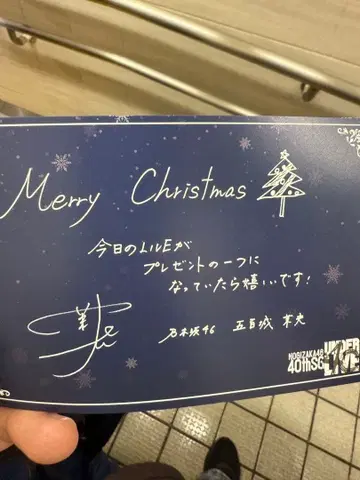 Merry Christmas
今日のLIVEが
プレゼントの一つに
なっていたら嬉しいです！
乃木坂46 五百城 茉央
NOGIZAKA46
40thSG
UNDER
LIVE